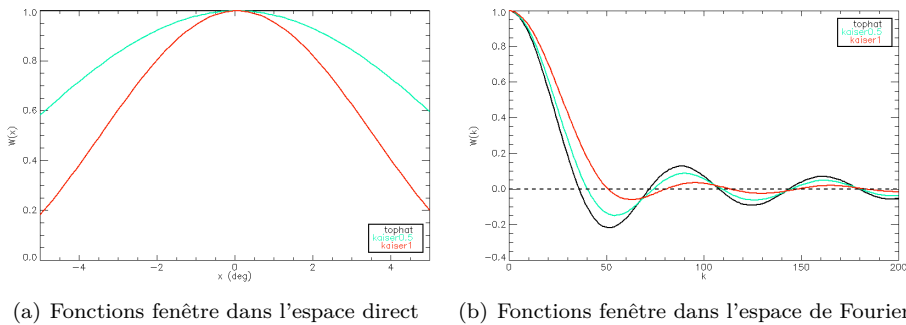 1.0
0.8
0.6
0.4
0.2
0.0
W(x)
-4
-2
0
2
4
x (deg)
tophat
kaiser0.5
kaiser1
1.0
0.8
0.6
0.4
0.2
0.0
-0.2
-0.4
W(k)
0
50
100
150
200
k
tophat
kaiser0.5
kaiser1
(a) Fonctions fenêtre dans l'espace direct
(b) Fonctions fenêtre dans l'espace de Fourier